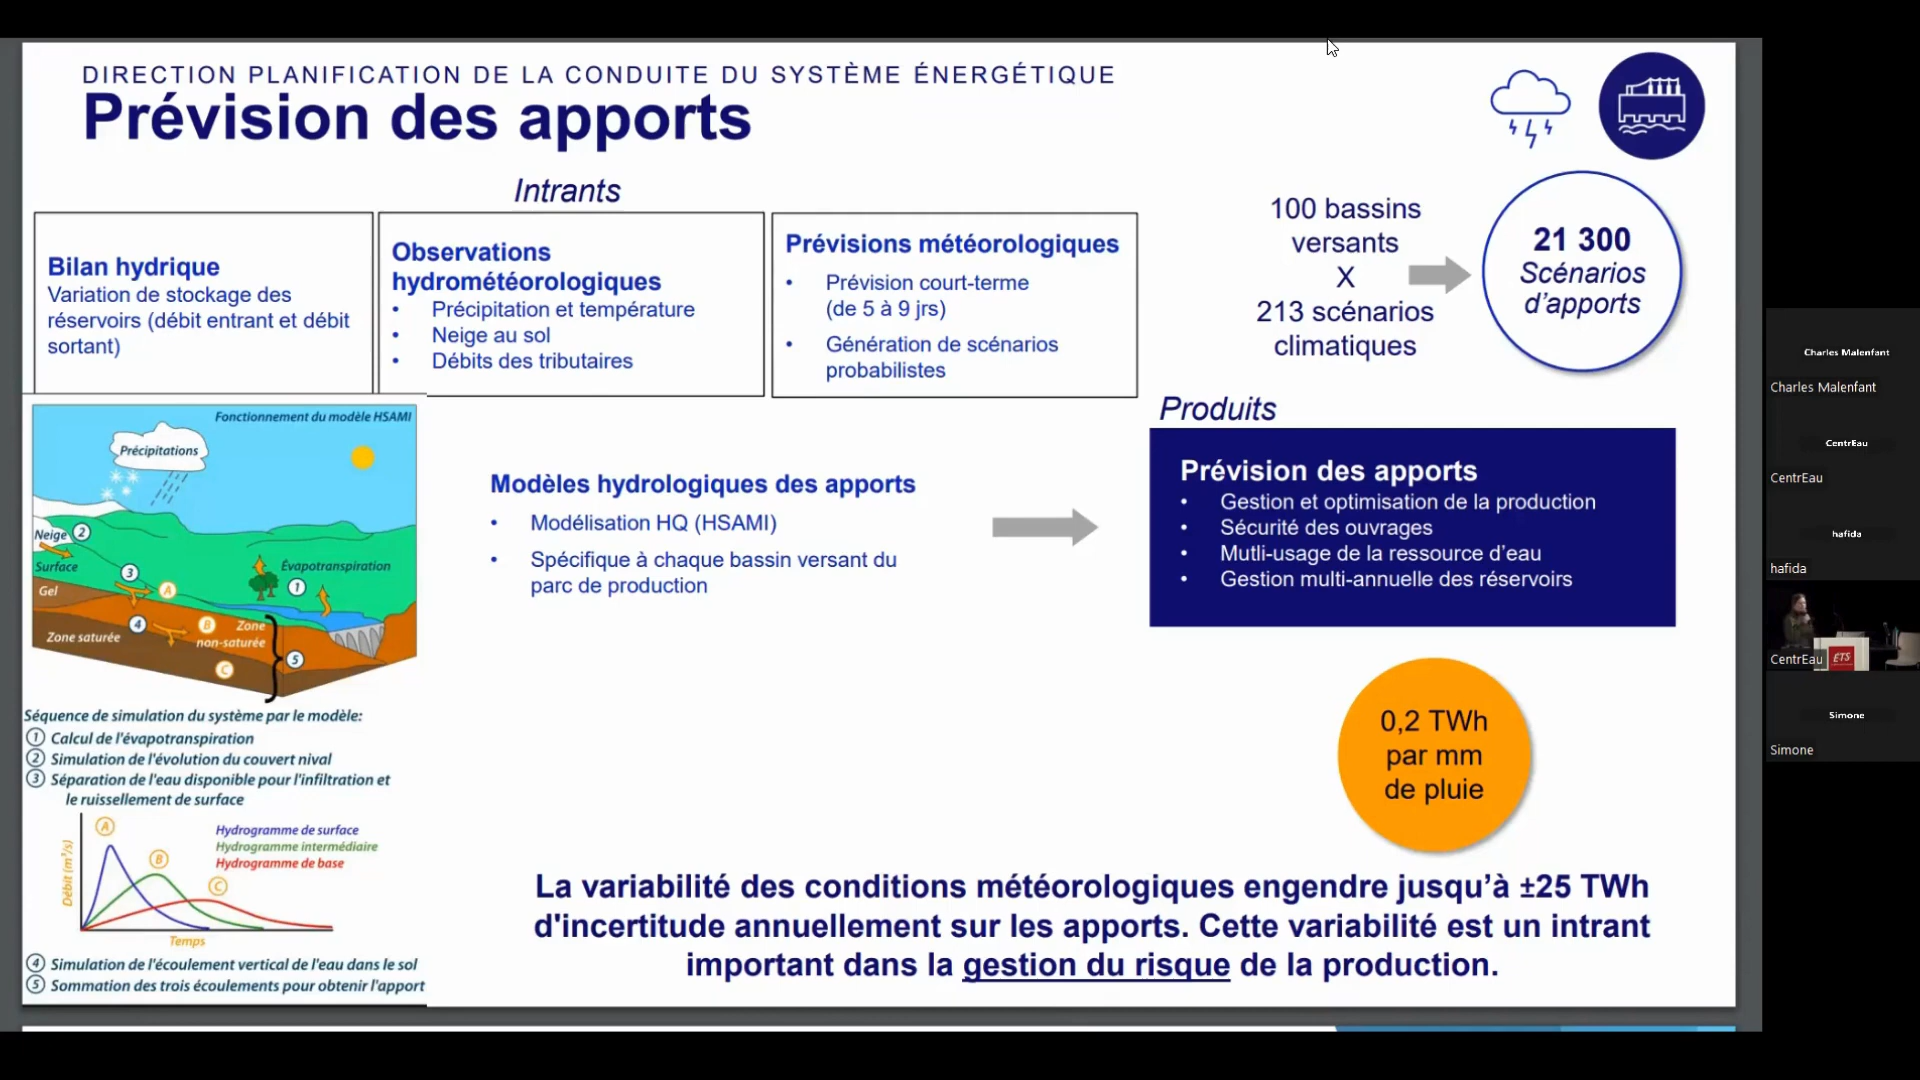 DIRECTION PLANIFICATION DE LA CONDUITE DU SYSTÈME ÉNERGÉTIQUE
Prévision des apports
Intrants
Bilan hydrique
Variation de stockage des
réservoirs (débit entrant et débit
sortant)
Observations
hydrométéorologiques
• Précipitation et température
• Neige au sol
• Débits des tributaires
Prévisions météorologiques
• Prévision court-terme
(de 5 à 9 jrs)
• Génération de scénarios
probabilistes
100 bassins
versants
X
213 scénarios
climatiques
21 300
Scénarios
d'apports
Fonctionnement du modèle HSAMI
Précipitations
Neige 2
Surface
Gel
3
A
Évapotranspiration
1
4
B
Zone
non-saturée
Zone saturée
C
5
Séquence de simulation du système par le modèle:
1 Calcul de l'évapotranspiration
2 Simulation de l'évolution du couvert nival
3 Séparation de l'eau disponible pour l'infiltration et
le ruissellement de surface
A
B
C
Hydrogramme de surface
Hydrogramme intermédiaire
Hydrogramme de base
Débit (m³/s)
Temps
4 Simulation de l'écoulement vertical de l'eau dans le sol
5 Sommation des trois écoulements pour obtenir l'apport
Modèles hydrologiques des apports
• Modélisation HQ (HSAMI)
• Spécifique à chaque bassin versant du
parc de production
Produits
Prévision des apports
• Gestion et optimisation de la production
• Sécurité des ouvrages
• Mutli-usage de la ressource d'eau
• Gestion multi-annuelle des réservoirs
0,2 TWh
par mm
de pluie
La variabilité des conditions météorologiques engendre jusqu'à ±25 TWh
d'incertitude annuellement sur les apports. Cette variabilité est un intrant
important dans la gestion du risque de la production.
Charles Malenfant
Charles Malenfant
CentrEau
CentrEau
hafida
hafida
CentrEau
ÉTS
Simone
Simone